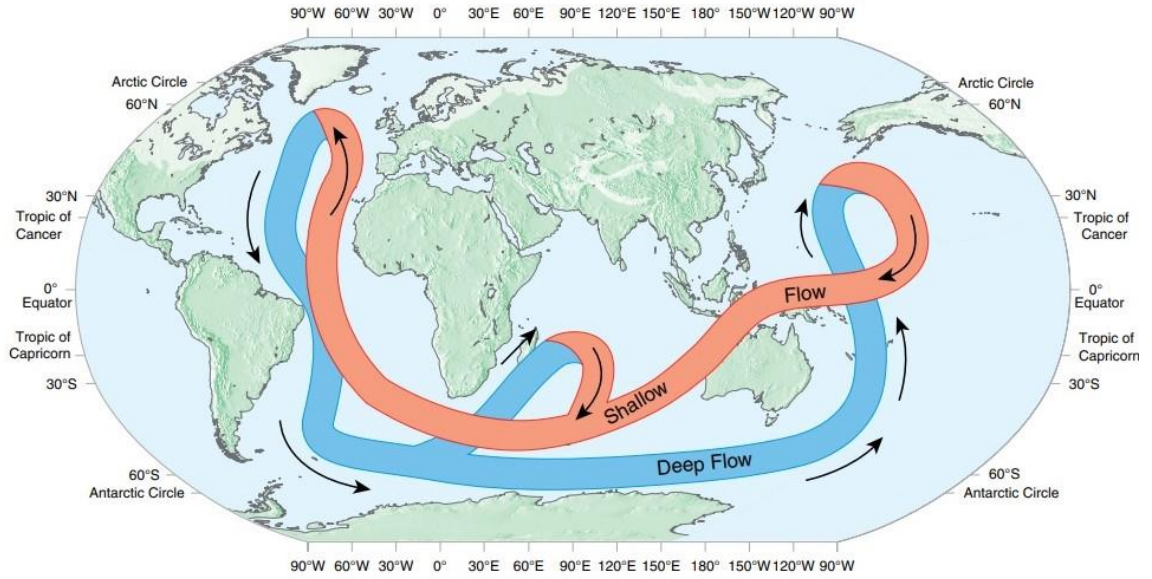 90°W 60°W 30°W 0° 30°E 60°E 90°E 120°E 150°E 180° 150°W 120°W 90°W
Arctic Circle
60°N
Arctic Circle
60°N
30°N
Tropic of
Cancer
30°N
Tropic of
Cancer
0°
Equator
Flow
0°
Equator
Tropic of
Capricorn
30°S
Tropic of
Capricorn
30°S
Shallow
Deep Flow
60°S
Antarctic Circle
60°S
Antarctic Circle
90°W 60°W 30°W 0° 30°E 60°E 90°E 120°E 150°E 180° 150°W 120°W 90°W